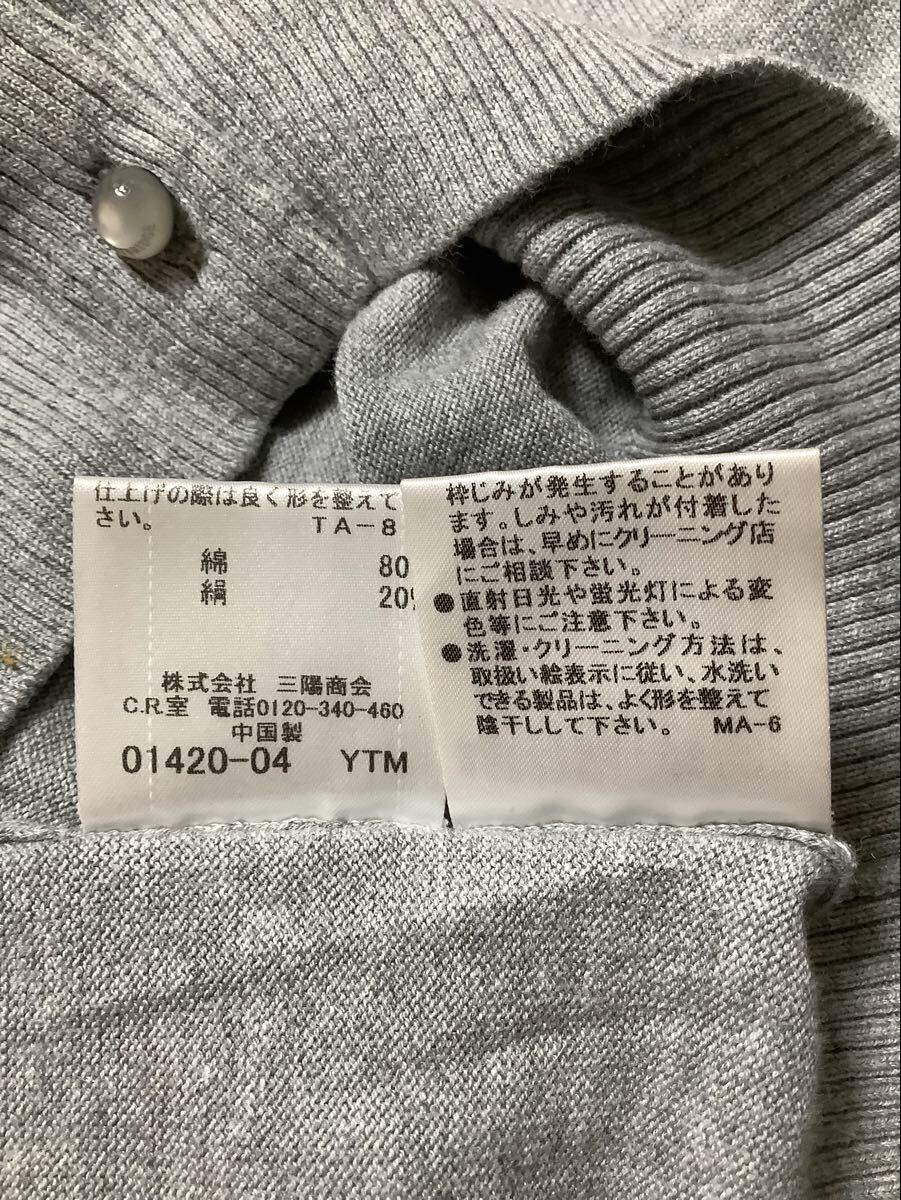 仕上げの際は良く形を整えて
さい。 TA-8
綿 80
絹 20%
株式会社 三陽商会
C.R.室 電話0120-340-460
中国製
01420-04 YTM
枠じみが発生することがあり
ます。しみや汚れが付着した
場合は、早めにクリーニング店
にご相談下さい。
●直射日光や蛍光灯による変
色等にご注意下さい。
●洗濯・クリーニング方法は、
取扱い絵表示に従い、水洗い
できる製品は、よく形を整えて
陰干しして下さい。 MA-6